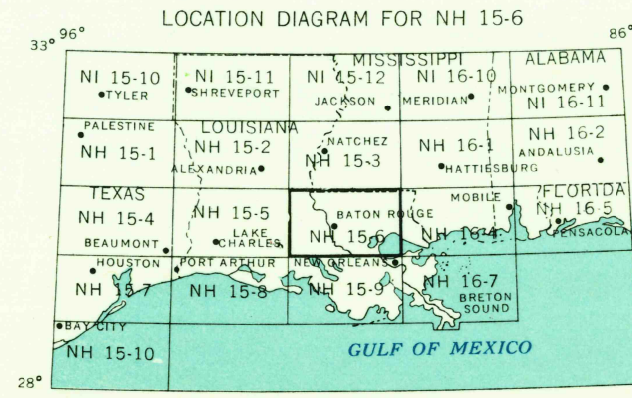 LOCATION DIAGRAM FOR NH 15-6
33° 96° 86°
MISSISSIPPI ALABAMA
NI 15-10 NI 15-11 NI 15-12 NI 16-10 MONTGOMERY
TYLER SHREVEPORT JACKSON MERIDIAN NI 16-11
PALESTINE LOUISIANA NATCHEZ NH 16-2
NH 15-1 NH 15-2 NH 15-3 NH 16-1 ANDALUSIA
ALEXANDRIA HATTIESBURG
TEXAS MOBILE FLORIDA
NH 15-4 NH 15-5 BATON ROUGE NH 16-5
BEAUMONT LAKE CHARLES NH 15-6 NH 16-4 PENSACOLA
HOUSTON PORT ARTHUR NEW ORLEANS
NH 15-7 NH 15-8 NH 15-9 NH 16-7
BRETON
SOUND
BAY CITY
NH 15-10 GULF OF MEXICO
28°